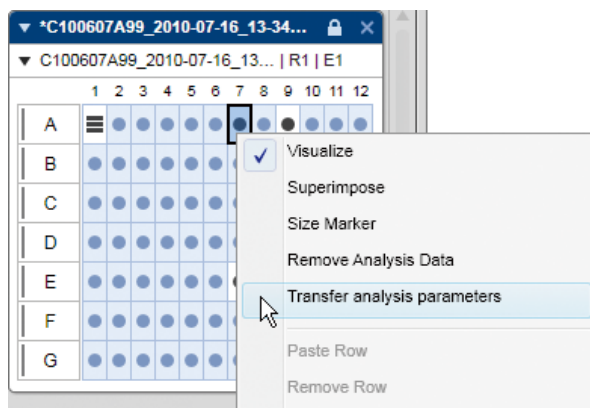 *C100607A99_2010-07-16_13-34...
C100607A99_2010-07-16_13... | R1 | E1
1 2 3 4 5 6 7 8 9 10 11 12
A
B
C
D
E
F
G
Visualize
Superimpose
Size Marker
Remove Analysis Data
Transfer analysis parameters
Paste Row
Remove Row